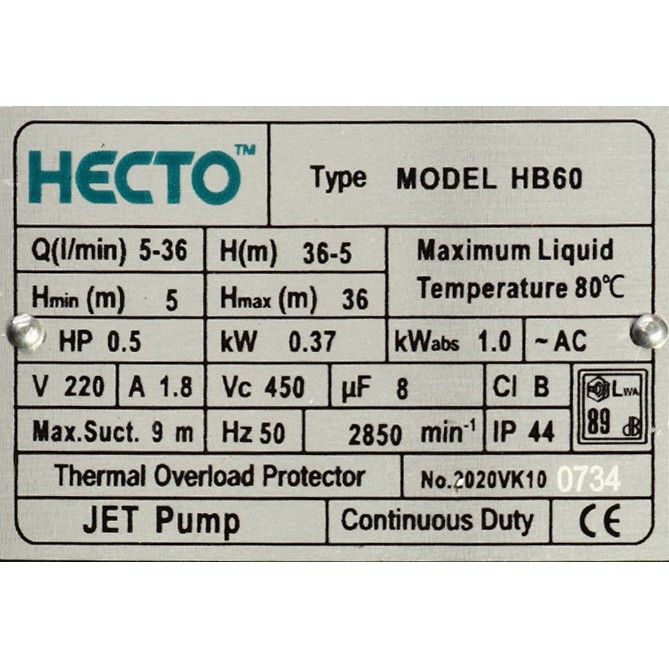 HECTO™
Type MODEL HB60
Q(l/min) 5-36 H(m) 36-5 Maximum Liquid
Hmin (m) 5 Hmax (m) 36 Temperature 80℃
HP 0.5 kW 0.37 kWabs 1.0 ~AC
V 220 A 1.8 Vc 450 µF 8 Cl B LWA
Max.Suct. 9 m Hz 50 2850 min⁻¹ IP 44 89 dB
Thermal Overload Protector No.2020VK10 0734
JET Pump Continuous Duty CE